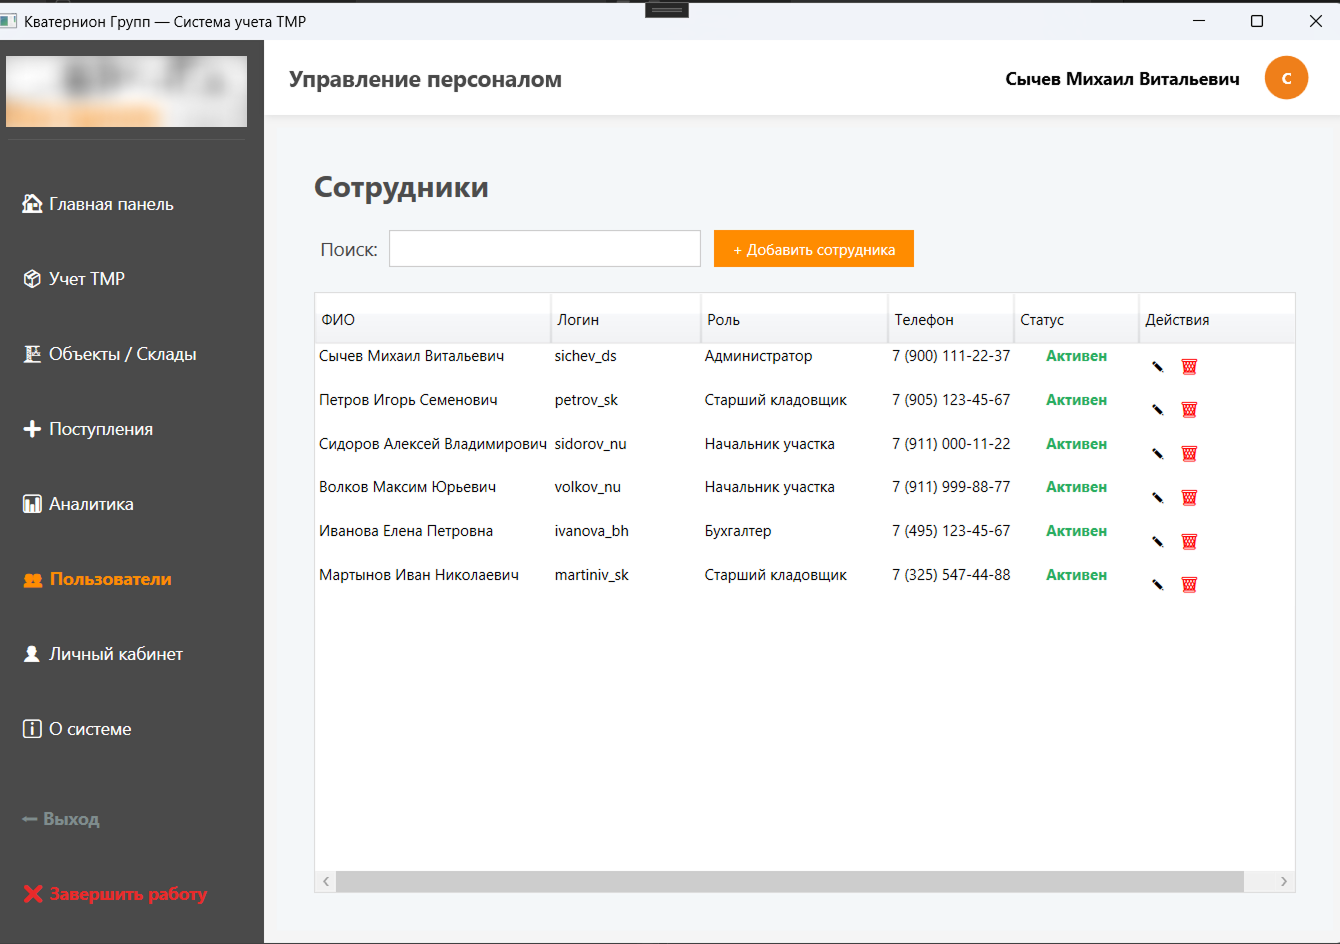 Кватернион Групп — Система учета ТМР
Управление персоналом
Сычев Михаил Витальевич
С
Главная панель
Учет ТМР
Объекты / Склады
Поступления
Аналитика
Пользователи
Личный кабинет
О системе
Выход
Завершить работу
Сотрудники
Поиск:
+ Добавить сотрудника
ФИО Логин Роль Телефон Статус Действия
Сычев Михаил Витальевич sichev_ds Администратор 7 (900) 111-22-37 Активен
Петров Игорь Семенович petrov_sk Старший кладовщик 7 (905) 123-45-67 Активен
Сидоров Алексей Владимирович sidorov_nu Начальник участка 7 (911) 000-11-22 Активен
Волков Максим Юрьевич volkov_nu Начальник участка 7 (911) 999-88-77 Активен
Иванова Елена Петровна ivanova_bh Бухгалтер 7 (495) 123-45-67 Активен
Мартынов Иван Николаевич martiniv_sk Старший кладовщик 7 (325) 547-44-88 Активен